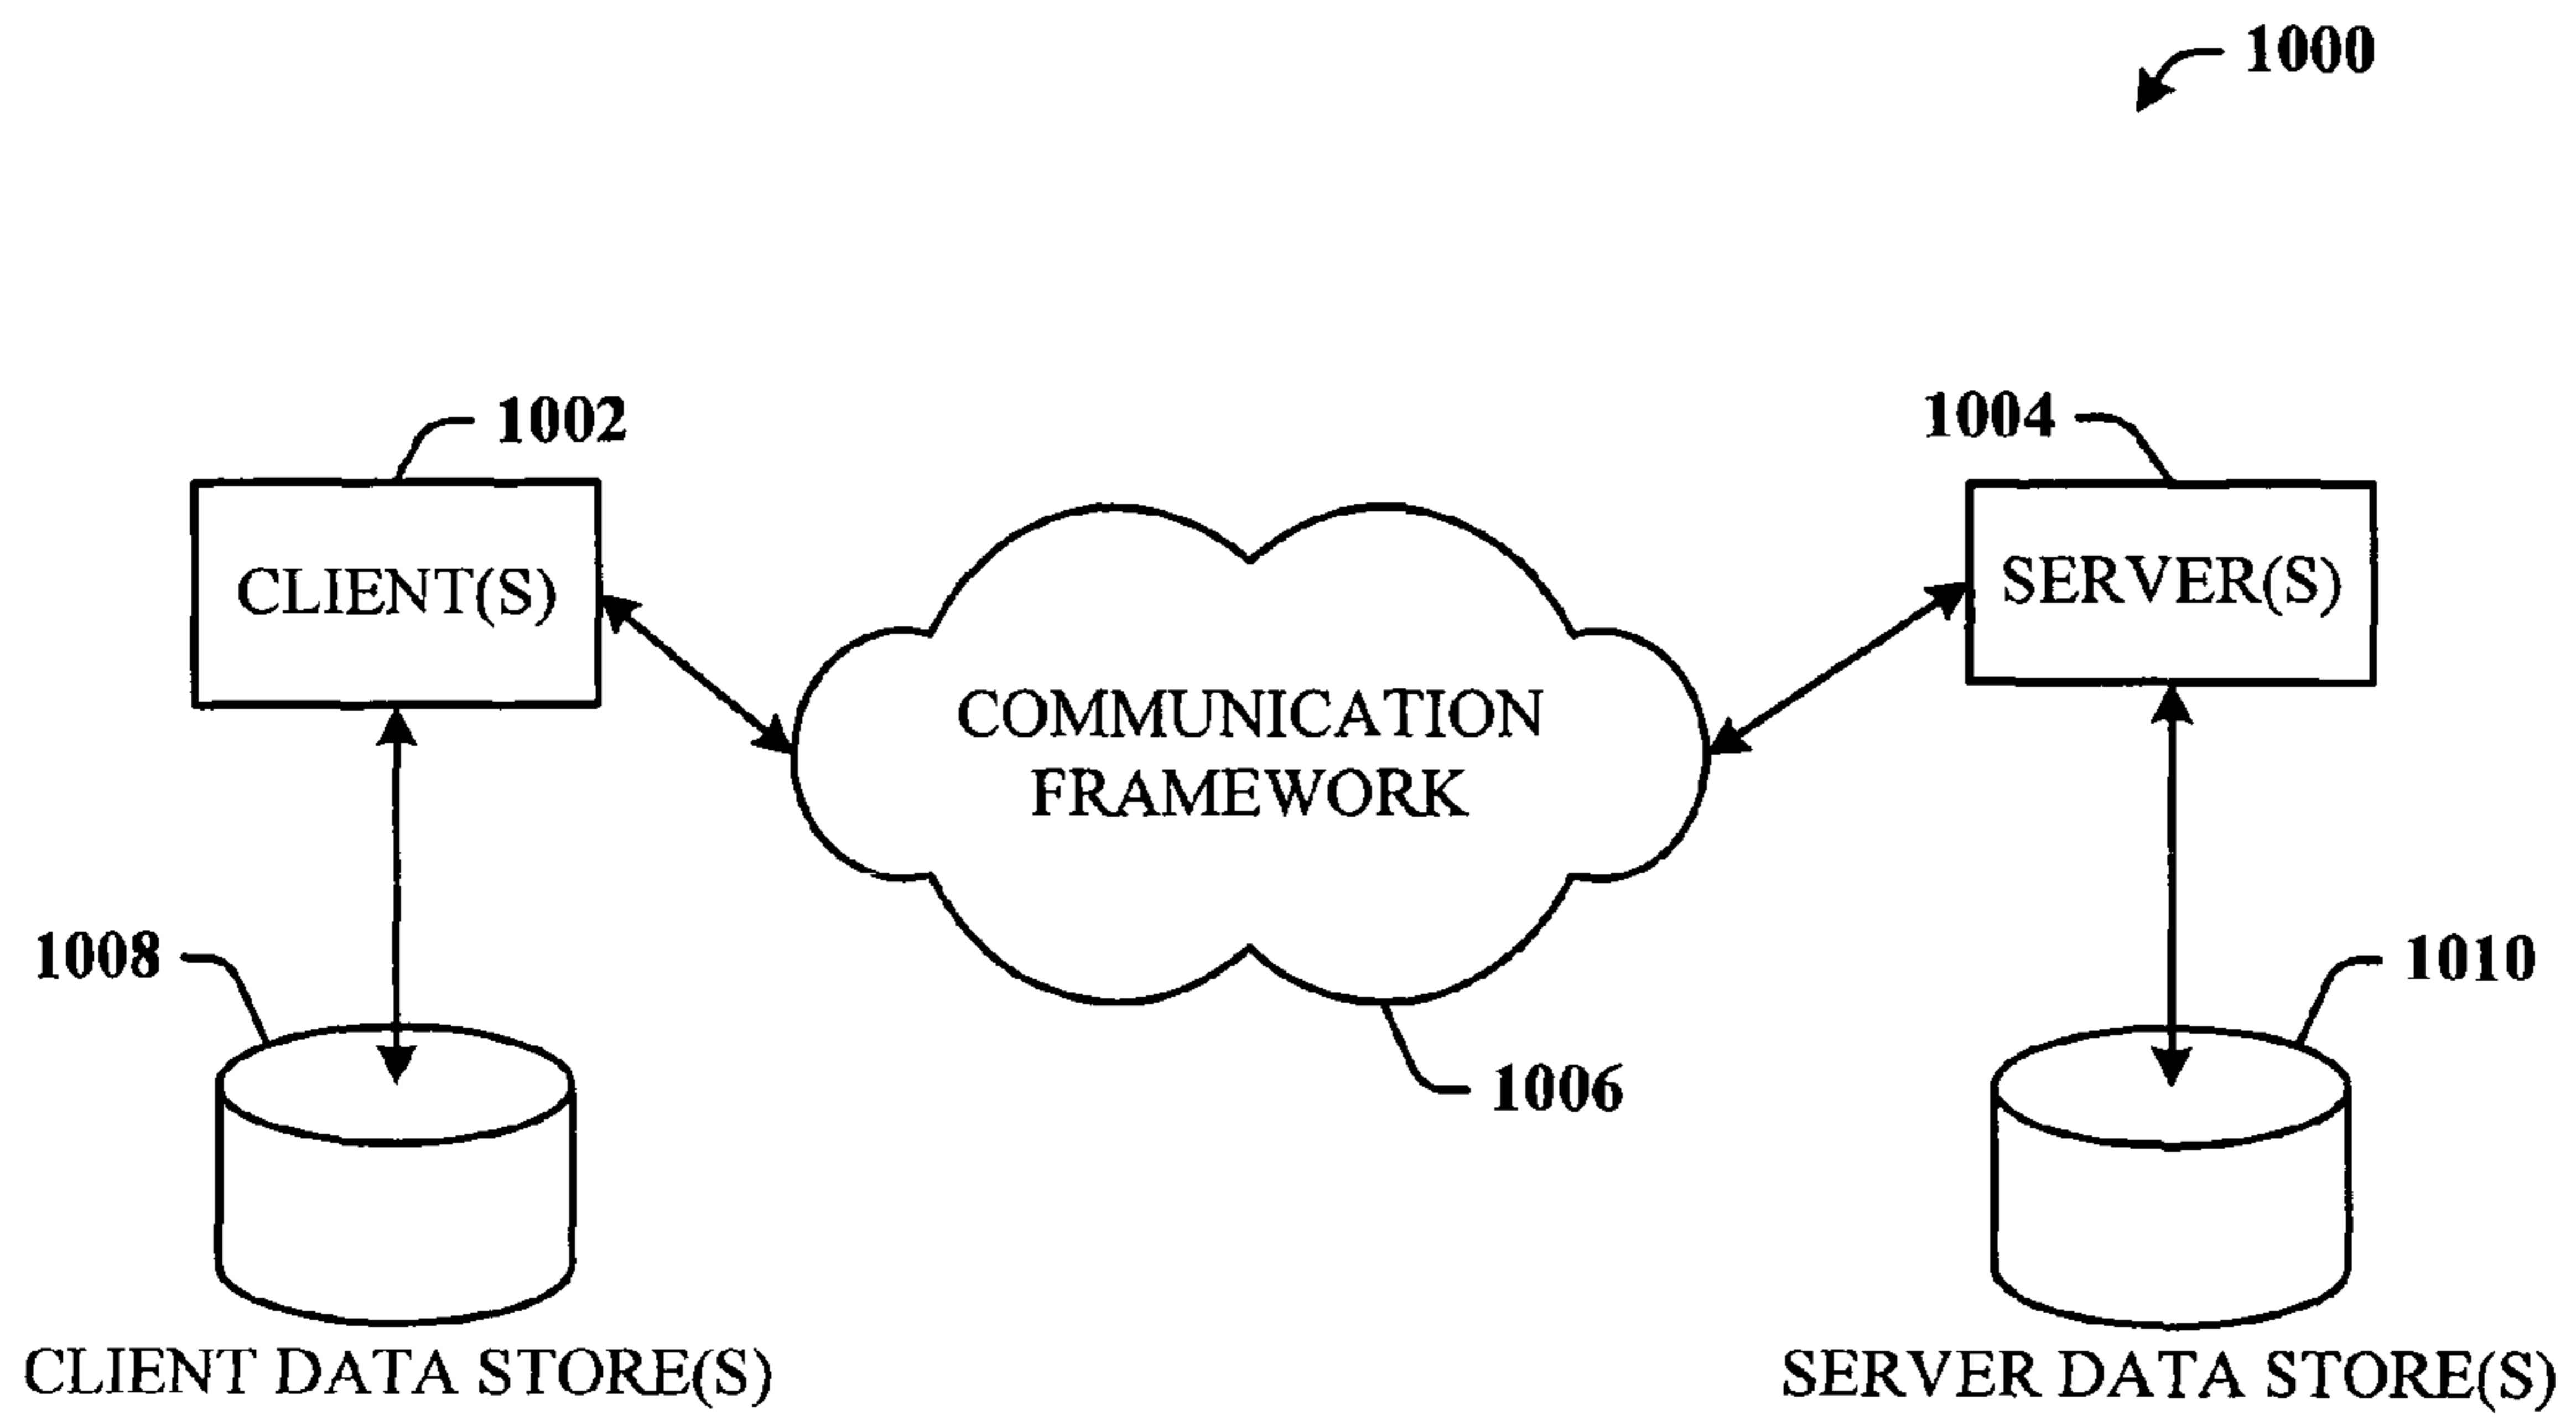 1000
1002
1004
CLIENT(S)
SERVER(S)
COMMUNICATION
FRAMEWORK
1008
1010
1006
CLIENT DATA STORE(S)
SERVER DATA STORE(S)